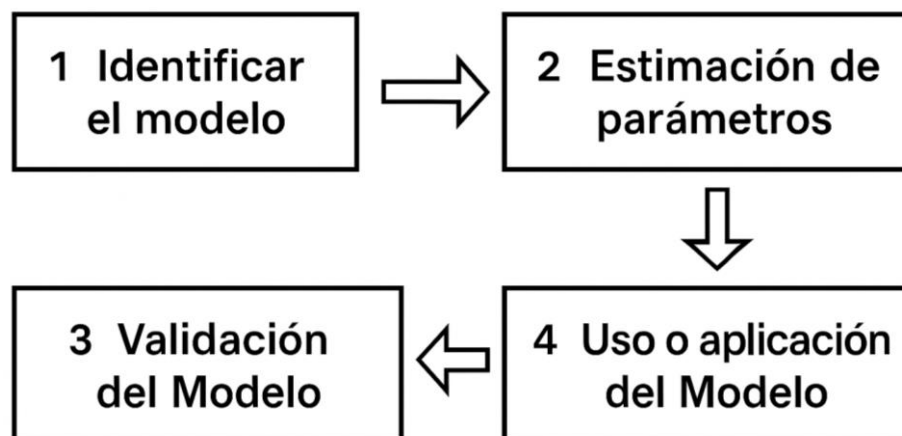 1 Identificar
el modelo
2 Estimación de
parámetros
3 Validación
del Modelo
4 Uso o aplicación
del Modelo